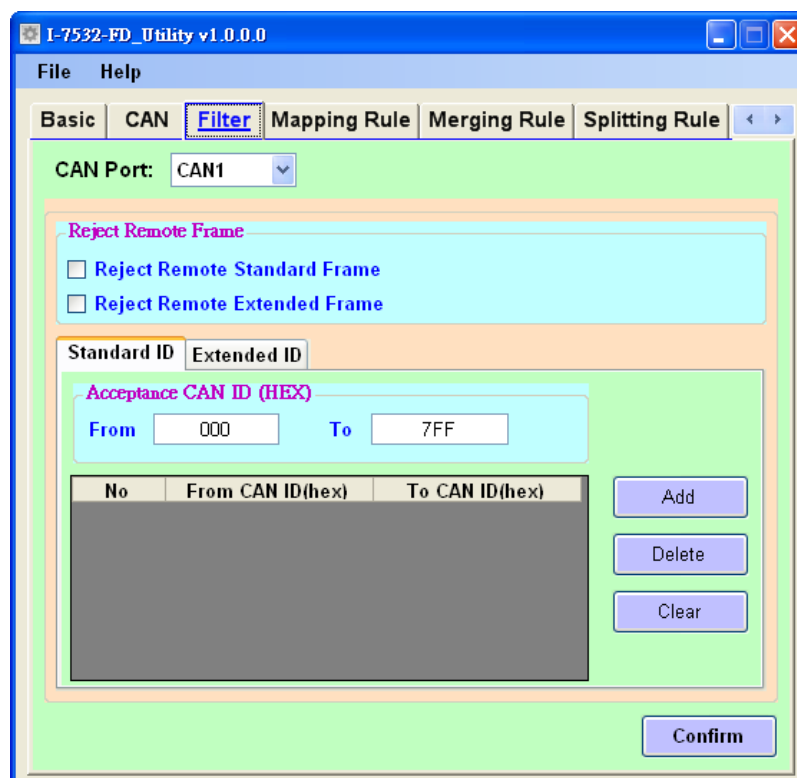 I-7532-FD_Utility v1.0.0.0
File Help
Basic CAN Filter Mapping Rule Merging Rule Splitting Rule
CAN Port: CAN1
Reject Remote Frame
Reject Remote Standard Frame
Reject Remote Extended Frame
Standard ID Extended ID
Acceptance CAN ID (HEX)
From 000 To 7FF
No From CAN ID(hex) To CAN ID(hex)
Add
Delete
Clear
Confirm